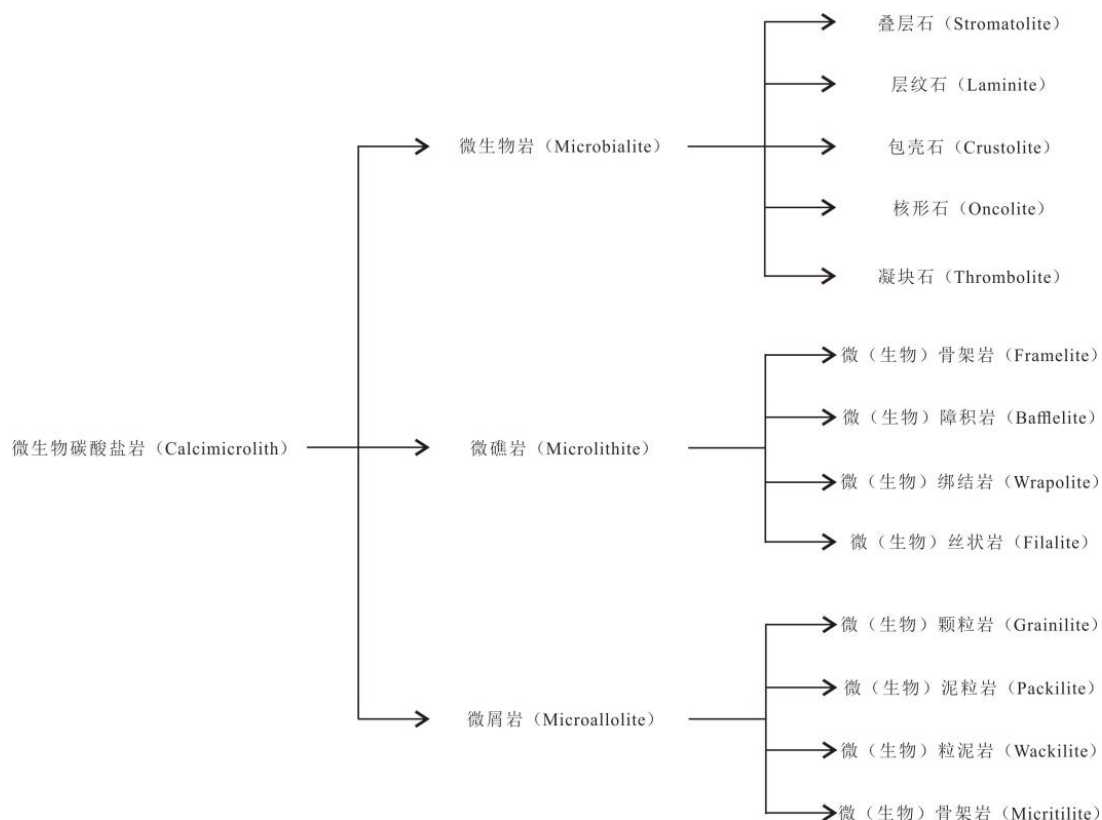 微生物碳酸盐岩（Calcimicrolith）
微生物岩（Microbialite）
叠层石（Stromatolite）
层纹石（Laminite）
包壳石（Crustolite）
核形石（Oncolite）
凝块石（Thrombolite）
微礁岩（Microlithite）
微（生物）骨架岩（Framelite）
微（生物）障积岩（Bafflelite）
微（生物）绑结岩（Wrapolite）
微（生物）丝状岩（Filalite）
微屑岩（Microallolite）
微（生物）颗粒岩（Grainilite）
微（生物）泥粒岩（Packilite）
微（生物）粒泥岩（Wackilite）
微（生物）骨架岩（Micritilite）